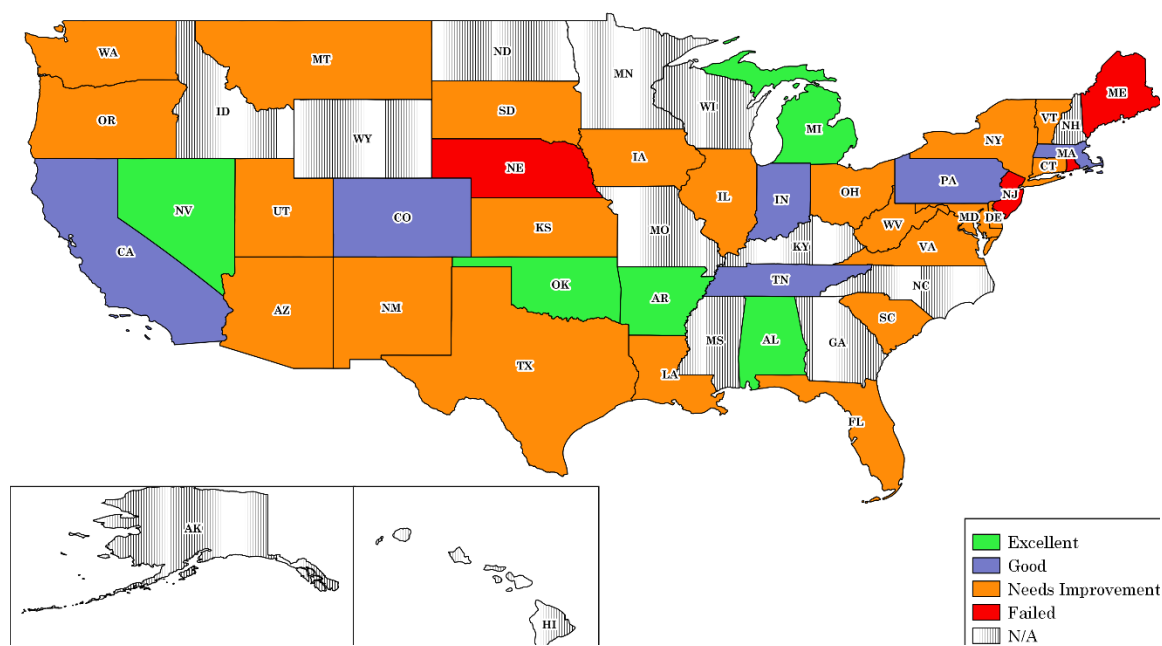 WA
MT
ND
MN
ID
OR
WY
SD
WI
MI
VT
NH
ME
NY
MA
CT
IA
NE
PA
NJ
NV
UT
CO
KS
IL
IN
OH
MD
DE
WV
VA
MO
KY
CA
AZ
NM
OK
AR
TN
NC
SC
TX
LA
MS
AL
GA
FL
AK
HI
Excellent
Good
Needs Improvement
Failed
N/A